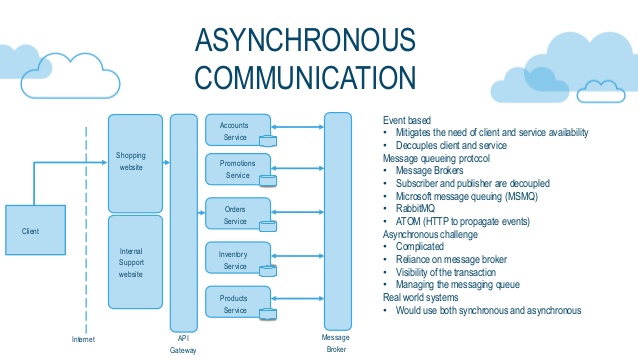 ASYNCHRONOUS
COMMUNICATION
Client
Internet
Shopping
website
Internal
Support
website
API
Gateway
Accounts
Service
Promotions
Service
Orders
Service
Inventory
Service
Products
Service
Message
Broker
Event based
• Mitigates the need of client and service availability
• Decouples client and service
Message queueing protocol
• Message Brokers
• Subscriber and publisher are decoupled
• Microsoft message queuing (MSMQ)
• RabbitMQ
• ATOM (HTTP to propagate events)
Asynchronous challenge
• Complicated
• Reliance on message broker
• Visibility of the transaction
• Managing the messaging queue
Real world systems
• Would use both synchronous and asynchronous